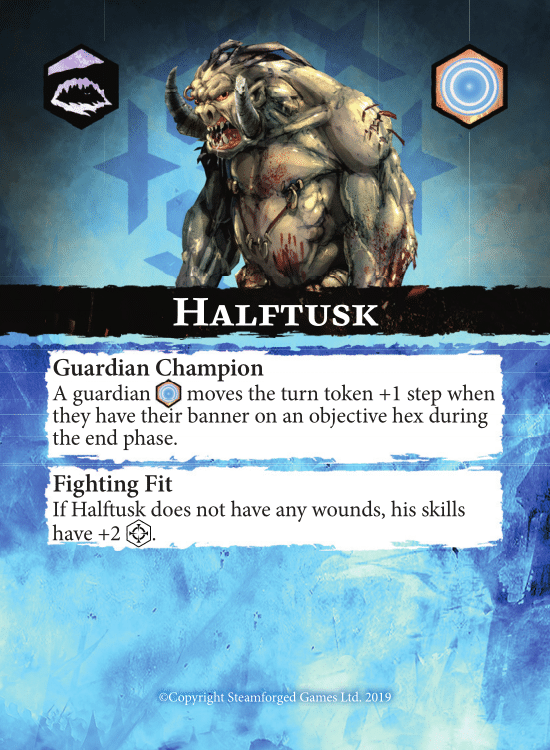 Halftusk
Guardian Champion
A guardian moves the turn token +1 step when
they have their banner on an objective hex during
the end phase.
Fighting Fit
If Halftusk does not have any wounds, his skills
have +2 .
©Copyright Steamforged Games Ltd. 2019